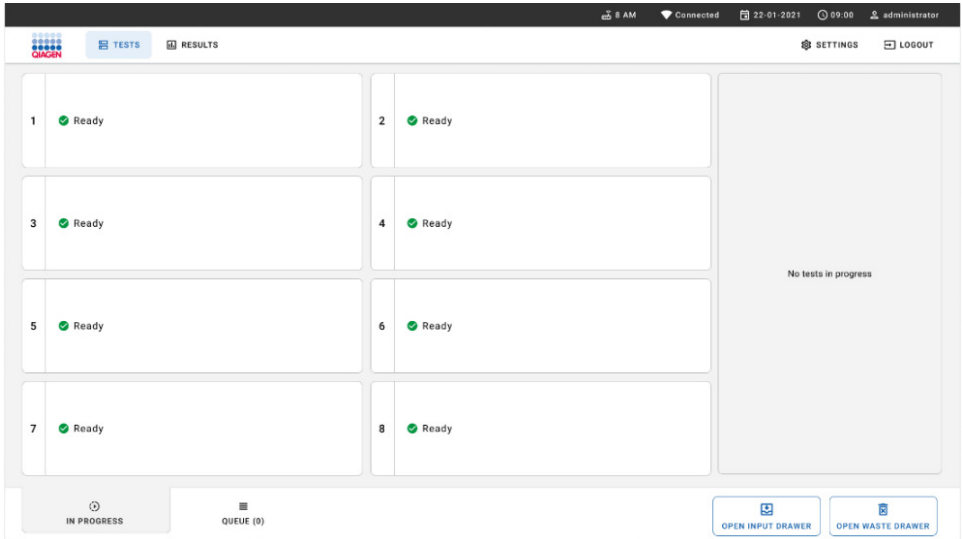 8 AM Connected 22-01-2021 09:00 administrator
QIAGEN TESTS RESULTS SETTINGS LOGOUT
1 Ready
2 Ready
3 Ready
4 Ready
No tests in progress
5 Ready
6 Ready
7 Ready
8 Ready
IN PROGRESS
QUEUE (0)
OPEN INPUT DRAWER
OPEN WASTE DRAWER